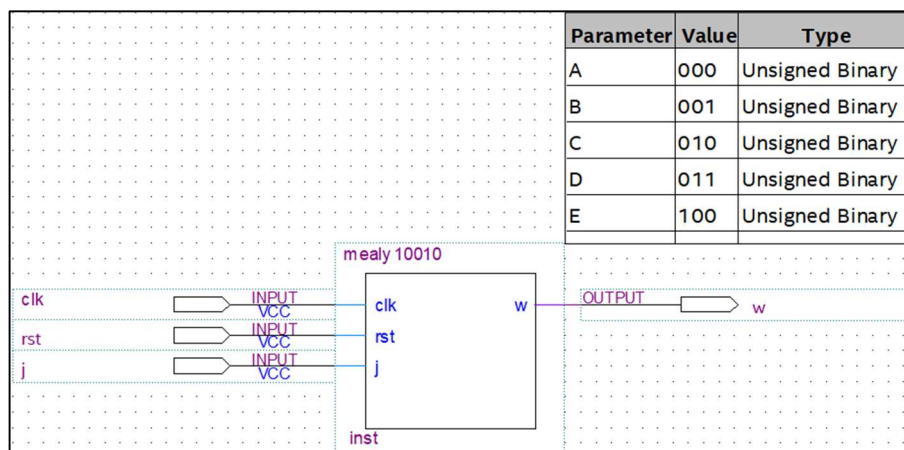 Parameter Value Type
A 000 Unsigned Binary
B 001 Unsigned Binary
C 010 Unsigned Binary
D 011 Unsigned Binary
E 100 Unsigned Binary
mealy 10010
clk INPUT VCC clk w OUTPUT w
rst INPUT VCC rst
j INPUT VCC j
inst